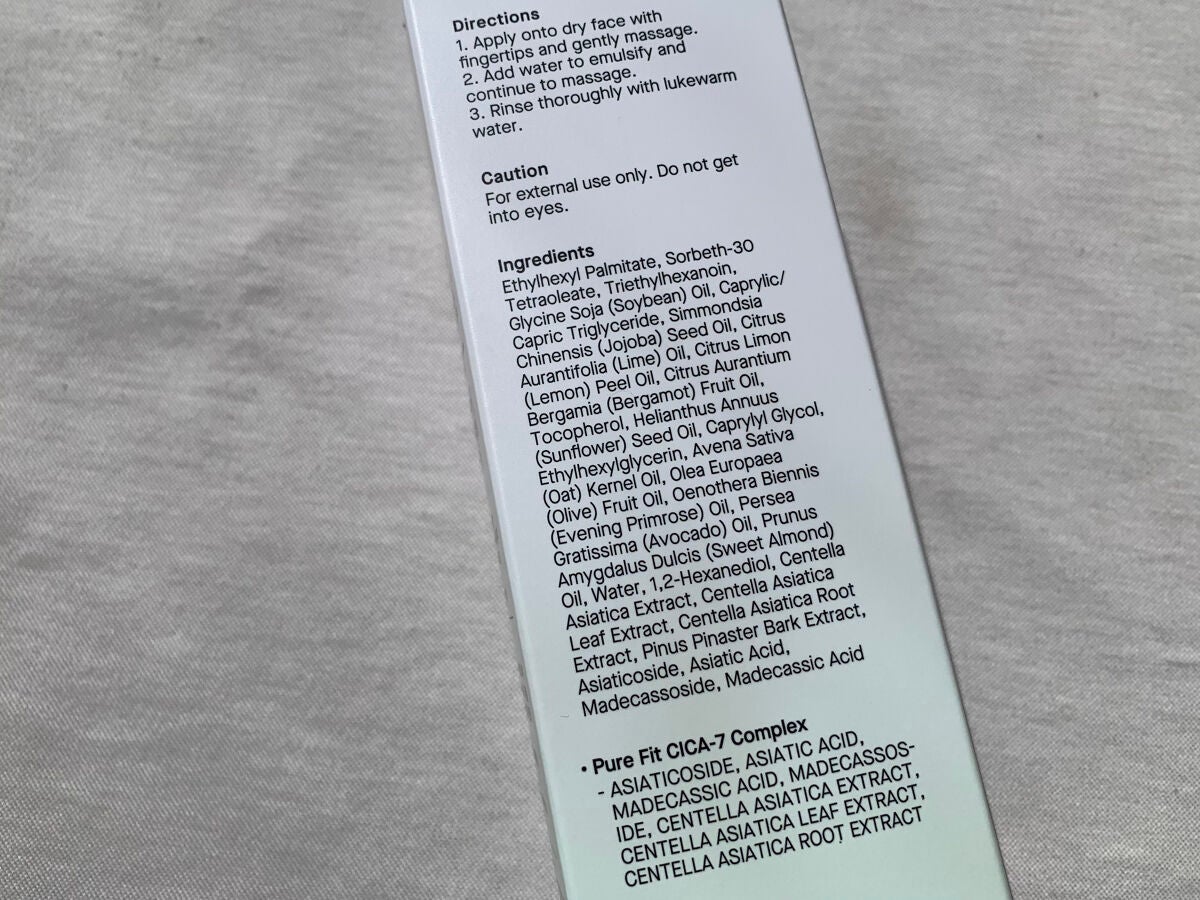 Directions
1. Apply onto dry face with
fingertips and gently massage.
2. Add water to emulsify and
continue to massage.
3. Rinse thoroughly with lukewarm
water.
Caution
For external use only. Do not get
into eyes.
Ingredients
Ethylhexyl Palmitate, Sorbeth-30
Tetraoleate, Triethylhexanoin,
Glycine Soja (Soybean) Oil, Caprylic/
Capric Triglyceride, Simmondsia
Chinensis (Jojoba) Seed Oil, Citrus
Aurantifolia (Lime) Oil, Citrus Limon
(Lemon) Peel Oil, Citrus Aurantium
Bergamia (Bergamot) Fruit Oil,
Tocopherol, Helianthus Annuus
(Sunflower) Seed Oil, Caprylyl Glycol,
Ethylhexylglycerin, Avena Sativa
(Oat) Kernel Oil, Olea Europaea
(Olive) Fruit Oil, Oenothera Biennis
(Evening Primrose) Oil, Persea
Gratissima (Avocado) Oil, Prunus
Amygdalus Dulcis (Sweet Almond)
Oil, Water, 1,2-Hexanediol, Centella
Asiatica Extract, Centella Asiatica
Leaf Extract, Centella Asiatica Root
Extract, Pinus Pinaster Bark Extract,
Asiaticoside, Asiatic Acid,
Madecassoside, Madecassic Acid
• Pure Fit CICA-7 Complex
- ASIATICOSIDE, ASIATIC ACID,
MADECASSIC ACID, MADECASSOS-
IDE, CENTELLA ASIATICA EXTRACT,
CENTELLA ASIATICA LEAF EXTRACT,
CENTELLA ASIATICA ROOT EXTRACT